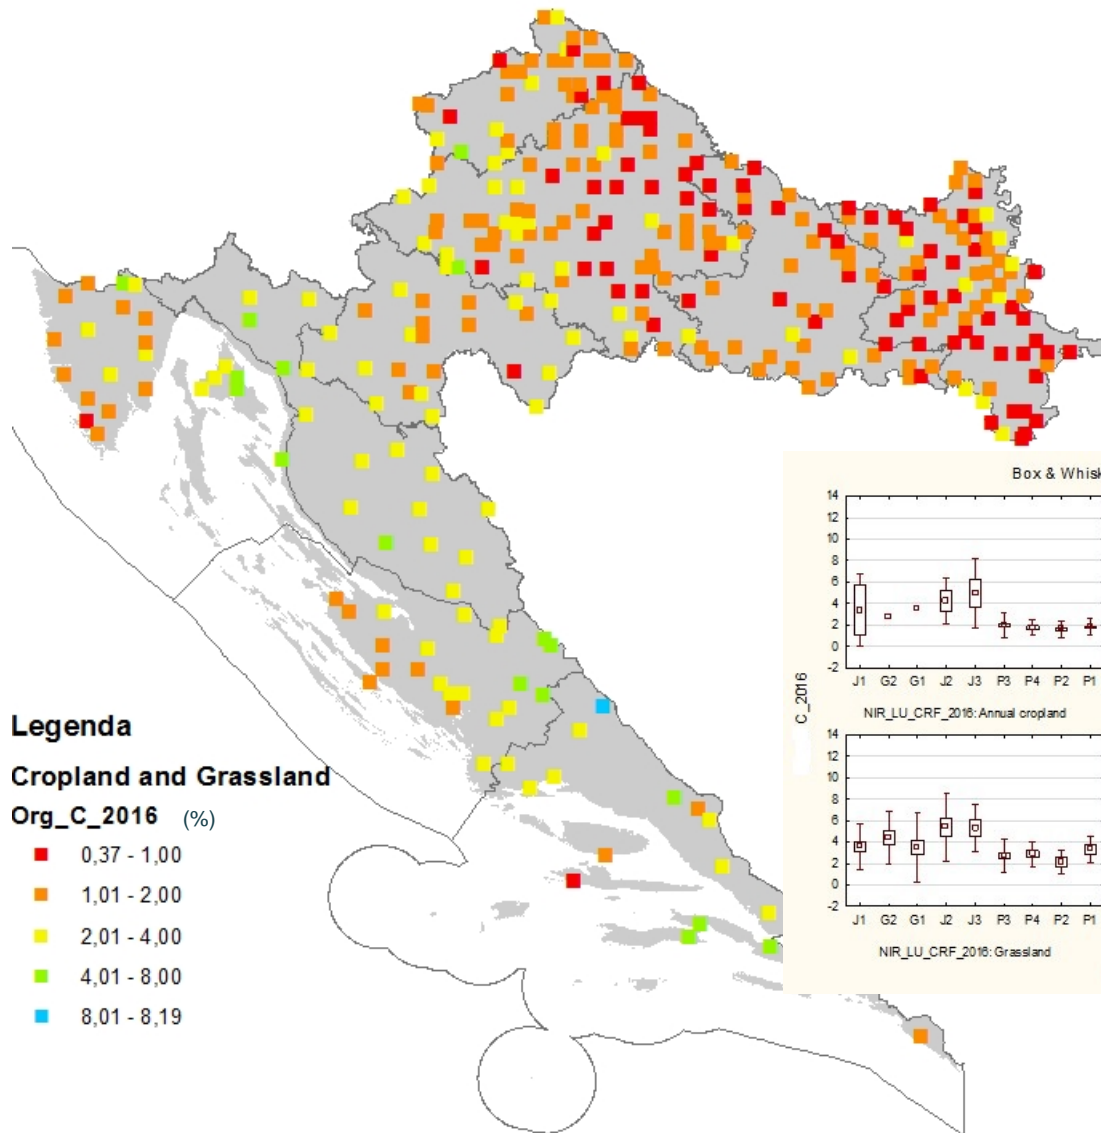 Box & Whisk
14
12
10
8
6
4
2
0
-2
J1 G2 G1 J2 J3 P3 P4 P2 P1
NIR_LU_CRF_2016: Annual cropland
C_2016
14
12
10
8
6
4
2
0
-2
J1 G2 G1 J2 J3 P3 P4 P2 P1
NIR_LU_CRF_2016: Grassland
Legenda
Cropland and Grassland
Org_C_2016 (%)
0,37 - 1,00
1,01 - 2,00
2,01 - 4,00
4,01 - 8,00
8,01 - 8,19